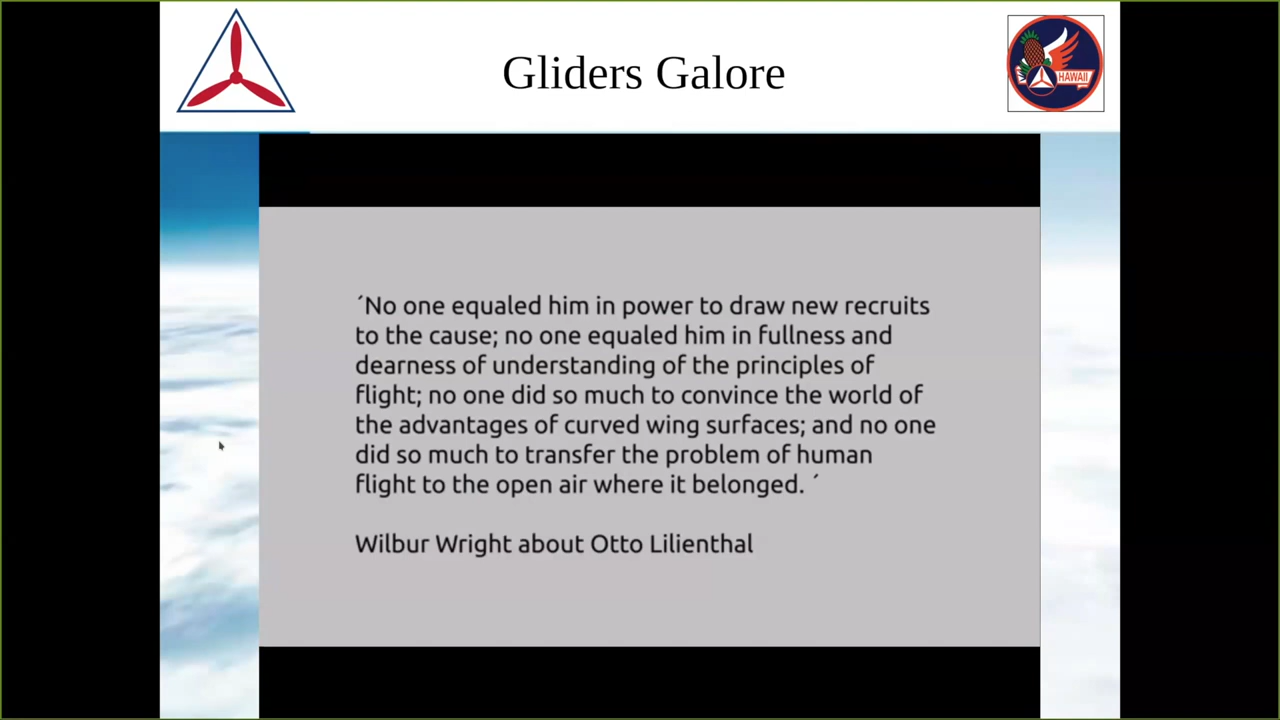 Gliders Galore
HAWAII
´No one equaled him in power to draw new recruits
to the cause; no one equaled him in fullness and
dearness of understanding of the principles of
flight; no one did so much to convince the world of
the advantages of curved wing surfaces; and no one
did so much to transfer the problem of human
flight to the open air where it belonged. ´
Wilbur Wright about Otto Lilienthal